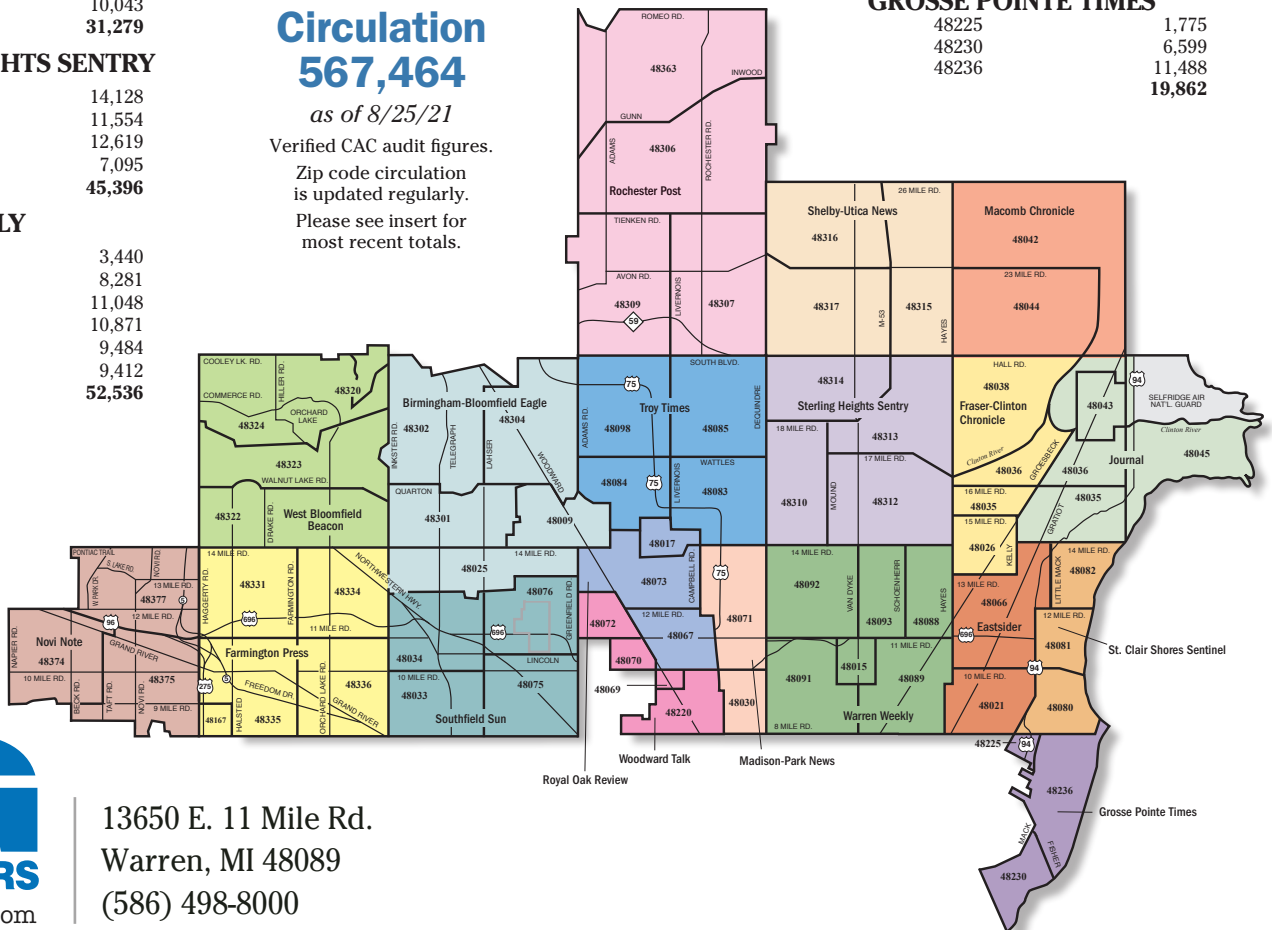 10,043
31,279
HTS SENTRY
14,128
11,554
12,619
7,095
45,396
LY
3,440
8,281
11,048
10,871
9,484
9,412
52,536
Circulation
567,464
as of 8/25/21
Verified CAC audit figures.
Zip code circulation
is updated regularly.
Please see insert for
most recent totals.
GROSSE POINTE TIMES
48225 1,775
48230 6,599
48236 11,488
19,862
ROMEO RD.
48363
INWOOD
GUNN
ADAMS
48306
ROCHESTER RD.
Rochester Post
TIENKEN RD.
AVON RD.
48309
LIVERNOIS
48307
59
26 MILE RD.
Shelby-Utica News
48316
48317
M-53
48315
HAYES
Macomb Chronicle
48042
23 MILE RD.
48044
COOLEY LK. RD.
HILLER RD.
48320
COMMERCE RD.
ORCHARD
LAKE
48324
48323
WALNUT LAKE RD.
48322
DRAKE RD.
West Bloomfield
Beacon
Birmingham-Bloomfield Eagle
48302
48304
INKSTER RD.
TELEGRAPH
LAHSER
WOODWARD
QUARTON
48301
48009
14 MILE RD.
48025
SOUTH BLVD.
75
Troy Times
ADAMS RD.
48098
48085
DEQUINDRE
WATTLES
48084
75
LIVERNOIS
48083
48017
48314
Sterling Heights Sentry
18 MILE RD.
48313
17 MILE RD.
48310
MOUND
48312
HALL RD.
48038
Fraser-Clinton
Chronicle
Clinton River
48036
GROESBECK
16 MILE RD.
48035
15 MILE RD.
48026
KELLY
94
48043
SELFRIDGE AIR
NAT'L. GUARD
Clinton River
48036
Journal
48045
48035
GRATIOT
PONTIAC TRAIL
S. LAKE RD.
W PARK DR.
NOVI RD.
13 MILE RD.
48377
5
12 MILE RD.
96
Novi Note
NAPIER RD.
48374
GRAND RIVER
10 MILE RD.
48375
BECK RD.
TAFT RD.
NOVI RD.
9 MILE RD.
14 MILE RD.
HAGGERTY RD.
48331
FARMINGTON RD.
48334
NORTHWESTERN HWY.
696
11 MILE RD.
Farmington Press
275
5
FREEDOM DR.
48336
GRAND RIVER
48167
HALSTED
48335
ORCHARD LAKE RD.
48076
GREENFIELD RD.
696
LINCOLN
48034
10 MILE RD.
48033
48075
Southfield Sun
48073
CAMPBELL RD.
75
12 MILE RD.
48072
48067
48071
48070
48069
48220
48030
14 MILE RD.
48092
VAN DYKE
SCHOENHERR
HAYES
48093
48088
11 MILE RD.
48015
48091
48089
Warren Weekly
8 MILE RD.
14 MILE RD.
LITTLE MACK
48082
13 MILE RD.
48066
Eastsider
12 MILE RD.
696
48081
St. Clair Shores Sentinel
94
10 MILE RD.
48021
48080
48225
94
48236
Grosse Pointe Times
MACK
FISHER
48230
Royal Oak Review
Woodward Talk
Madison-Park News
RS
om
13650 E. 11 Mile Rd.
Warren, MI 48089
(586) 498-8000